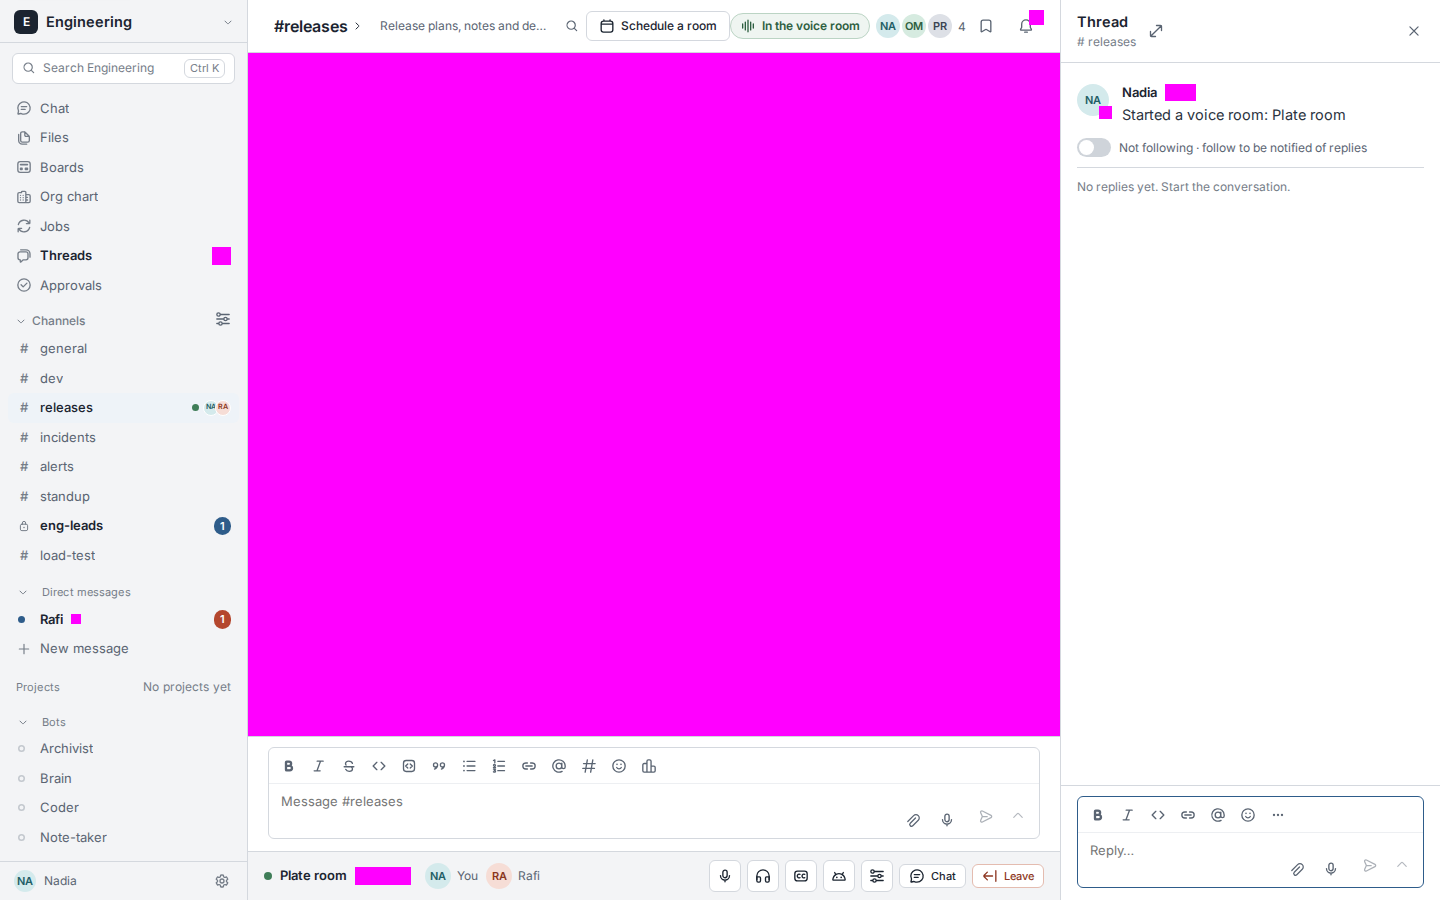 E Engineering
Search Engineering Ctrl K
Chat
Files
Boards
Org chart
Jobs
Threads
Approvals
Channels
# general
# dev
# releases NA RA
# incidents
# alerts
# standup
eng-leads 1
# load-test
Direct messages
Rafi 1
New message
Projects No projects yet
Bots
Archivist
Brain
Coder
Note-taker
NA Nadia
#releases Release plans, notes and de... Schedule a room In the voice room NA OM PR 4
Message #releases
Plate room NA You RA Rafi Chat Leave
Thread
# releases
NA Nadia
Started a voice room: Plate room
Not following · follow to be notified of replies
No replies yet. Start the conversation.
Reply...